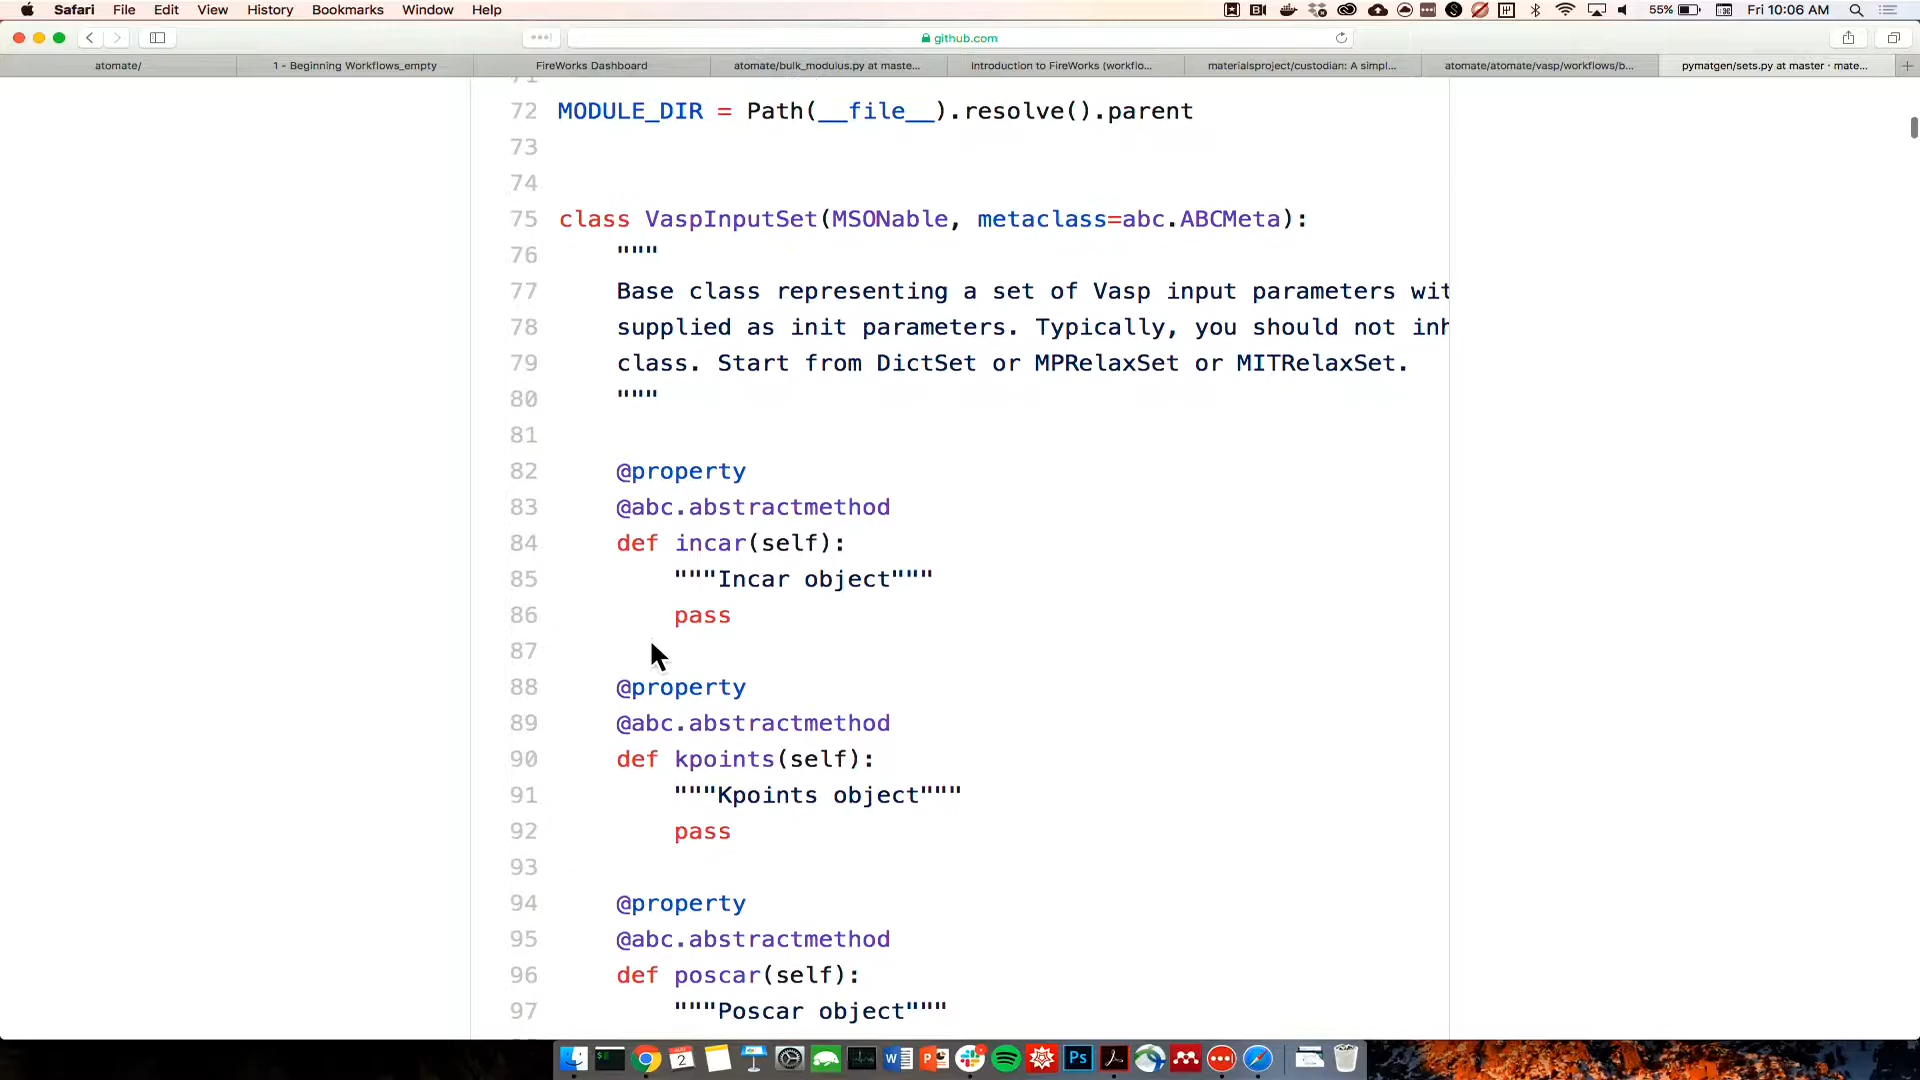 Safari File Edit View History Bookmarks Window Help 55% Fri 10:06 AM
github.com
atomate/ 1 - Beginning Workflows_empty FireWorks Dashboard atomate/bulk_modulus.py at maste... Introduction to FireWorks (workflo... materialsproject/custodian: A simpl... atomate/atomate/vasp/workflows/b... pymatgen/sets.py at master · mate...
71
72 MODULE_DIR = Path(__file__).resolve().parent
73
74
75 class VaspInputSet(MSONable, metaclass=abc.ABCMeta):
76 """
77 Base class representing a set of Vasp input parameters wit
78 supplied as init parameters. Typically, you should not inh
79 class. Start from DictSet or MPRelaxSet or MITRelaxSet.
80 """
81
82 @property
83 @abc.abstractmethod
84 def incar(self):
85 """Incar object"""
86 pass
87
88 @property
89 @abc.abstractmethod
90 def kpoints(self):
91 """Kpoints object"""
92 pass
93
94 @property
95 @abc.abstractmethod
96 def poscar(self):
97 """Poscar object"""